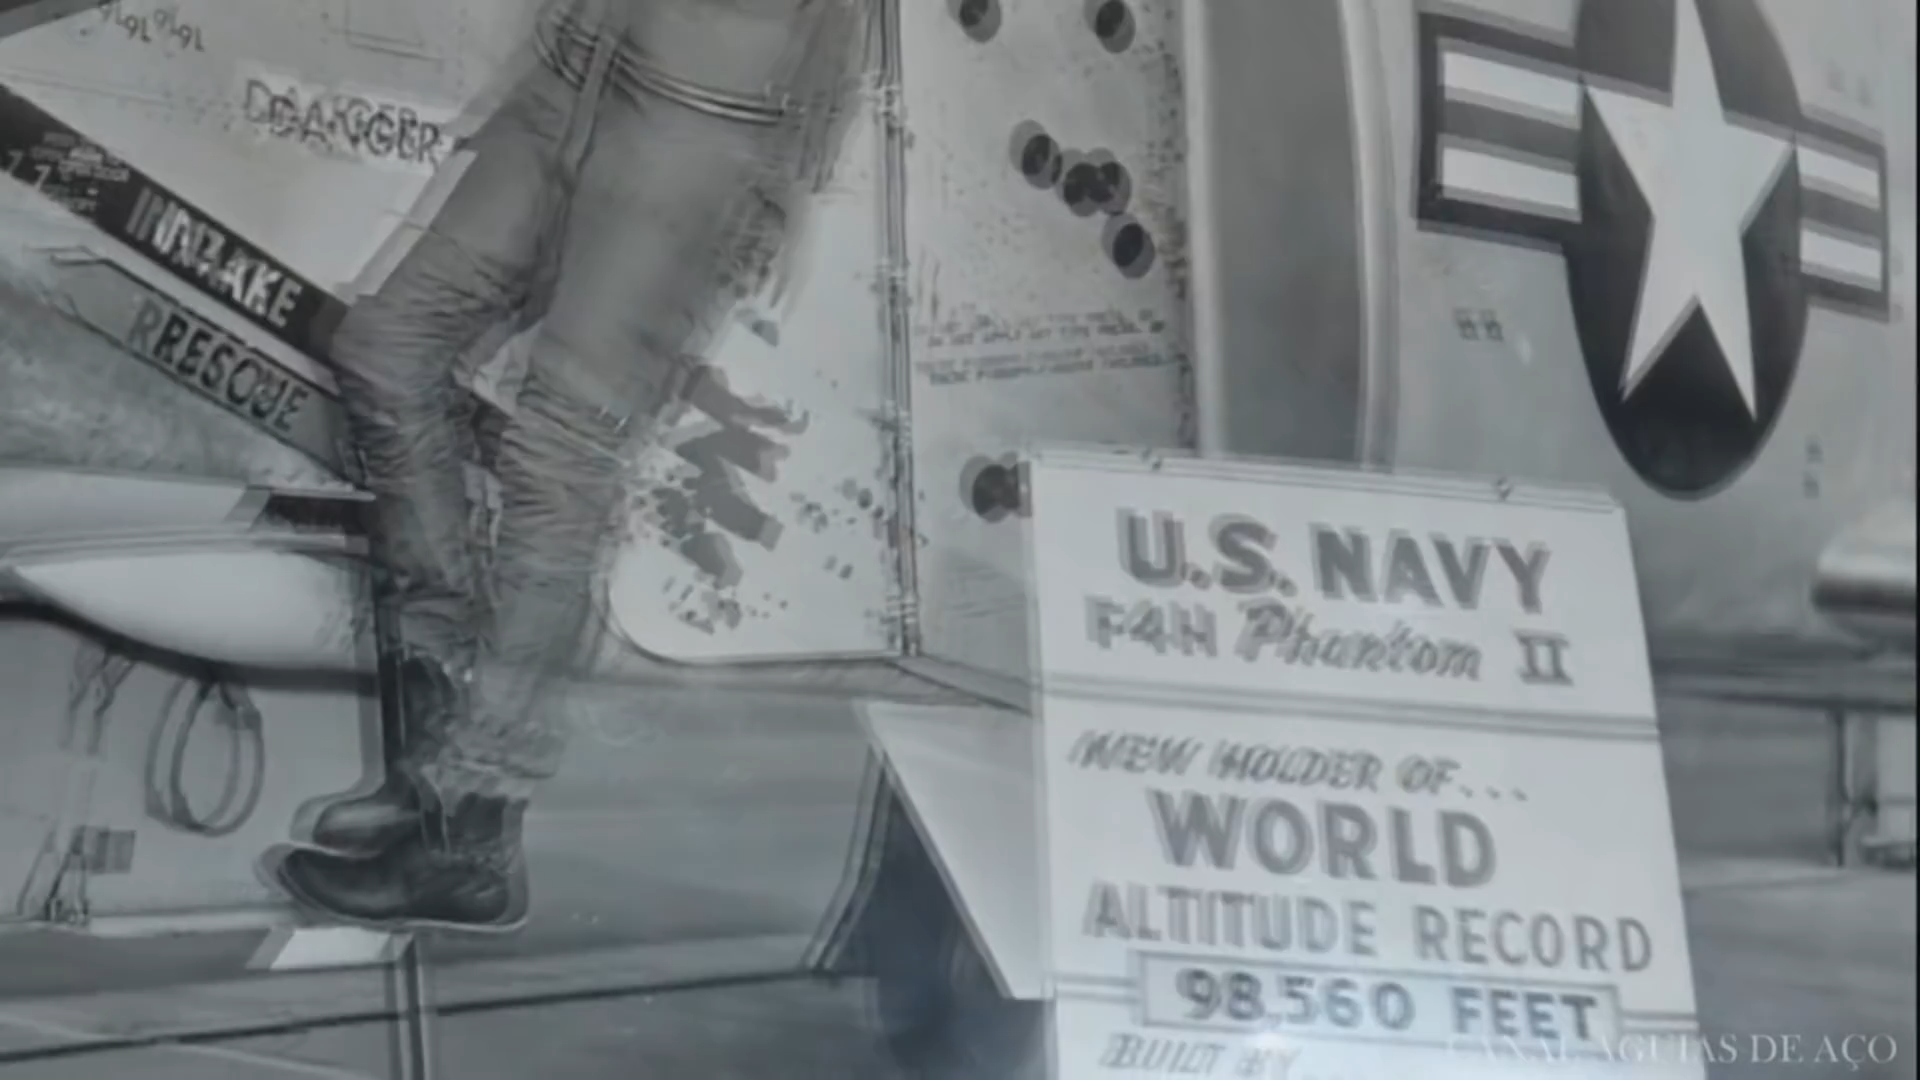 DANGER
INTAKE
RESCUE
U.S. NAVY
F4H Phantom II
NEW HOLDER OF...
WORLD
ALTITUDE RECORD
98,560 FEET
BUILT BY
CANAL AGUIAS DE AÇO